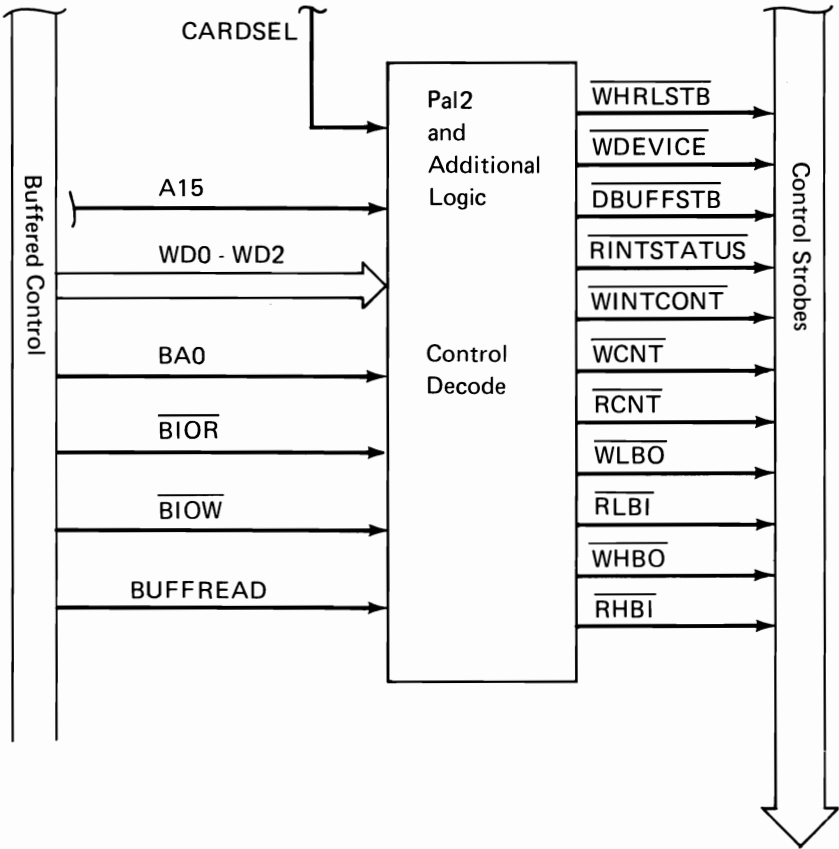 CARDSEL
Buffered Control
A15
WD0 - WD2
BA0
BIOR
BIOW
BUFFREAD
Pal2
and
Additional
Logic
Control
Decode
WHRLSTB
WDEVICE
DBUFFSTB
RINTSTATUS
WINTCONT
WCNT
RCNT
WLBO
RLBI
WHBO
RHBI
Control Strobes